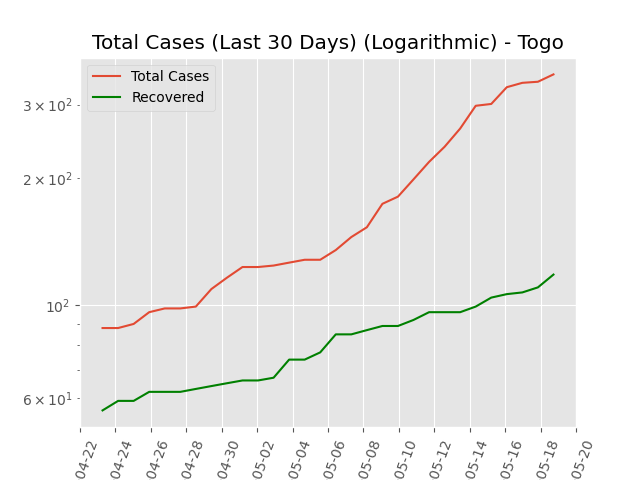 Total Cases (Last 30 Days) (Logarithmic) - Togo
Total Cases
Recovered
3 × 10²
2 × 10²
10²
6 × 10¹
04-22
04-24
04-26
04-28
04-30
05-02
05-04
05-06
05-08
05-10
05-12
05-14
05-16
05-18
05-20